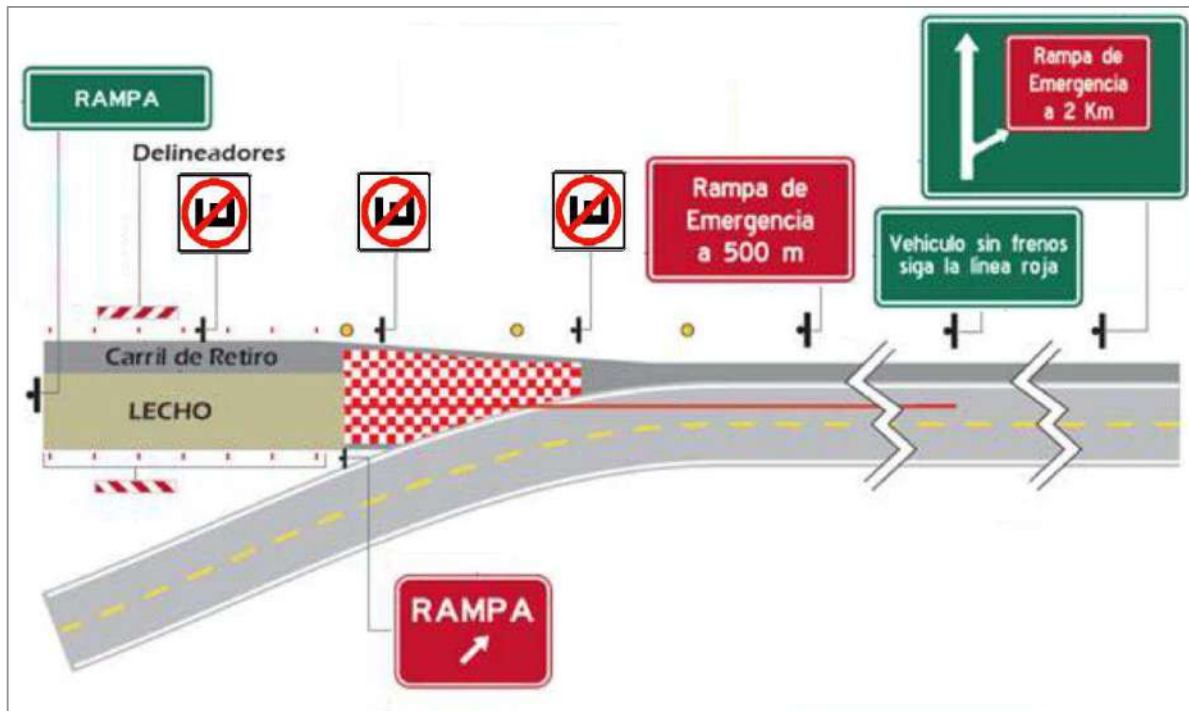 RAMPA
Delineadores
Rampa de
Emergencia
a 500 m
Vehículo sin frenos
siga la línea roja
Rampa de
Emergencia
a 2 Km
Carril de Retiro
LECHO
RAMPA